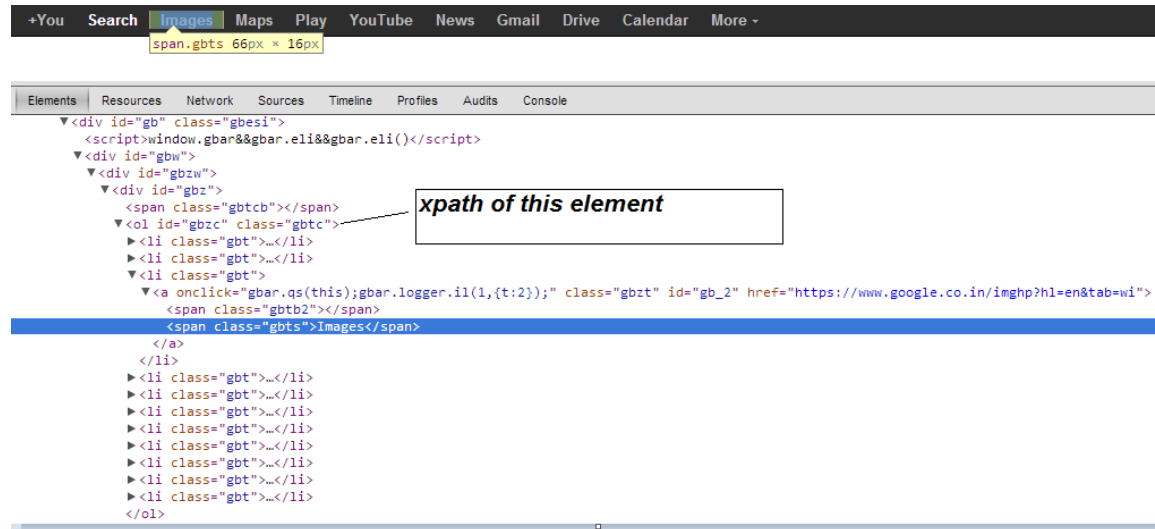 +You Search Images Maps Play YouTube News Gmail Drive Calendar More
span.gbts 66px × 16px
Elements Resources Network Sources Timeline Profiles Audits Console
▼<div id="gb" class="gbesi">
<script>window.gbar&&gbar.eli&&gbar.eli()</script>
▼<div id="gbw">
▼<div id="gbzw">
▼<div id="gbz">
<span class="gbtcb"></span>
xpath of this element
▼<ol id="gbzc" class="gbtc">
▶<li class="gbt">…</li>
▶<li class="gbt">…</li>
▼<li class="gbt">
▼<a onclick="gbar.qs(this);gbar.logger.il(1,{t:2});" class="gbzt" id="gb_2" href="https://www.google.co.in/imghp?hl=en&tab=wi">
<span class="gbtb2"></span>
<span class="gbts">Images</span>
</a>
</li>
▶<li class="gbt">…</li>
▶<li class="gbt">…</li>
▶<li class="gbt">…</li>
▶<li class="gbt">…</li>
▶<li class="gbt">…</li>
▶<li class="gbt">…</li>
▶<li class="gbt">…</li>
▶<li class="gbt">…</li>
</ol>